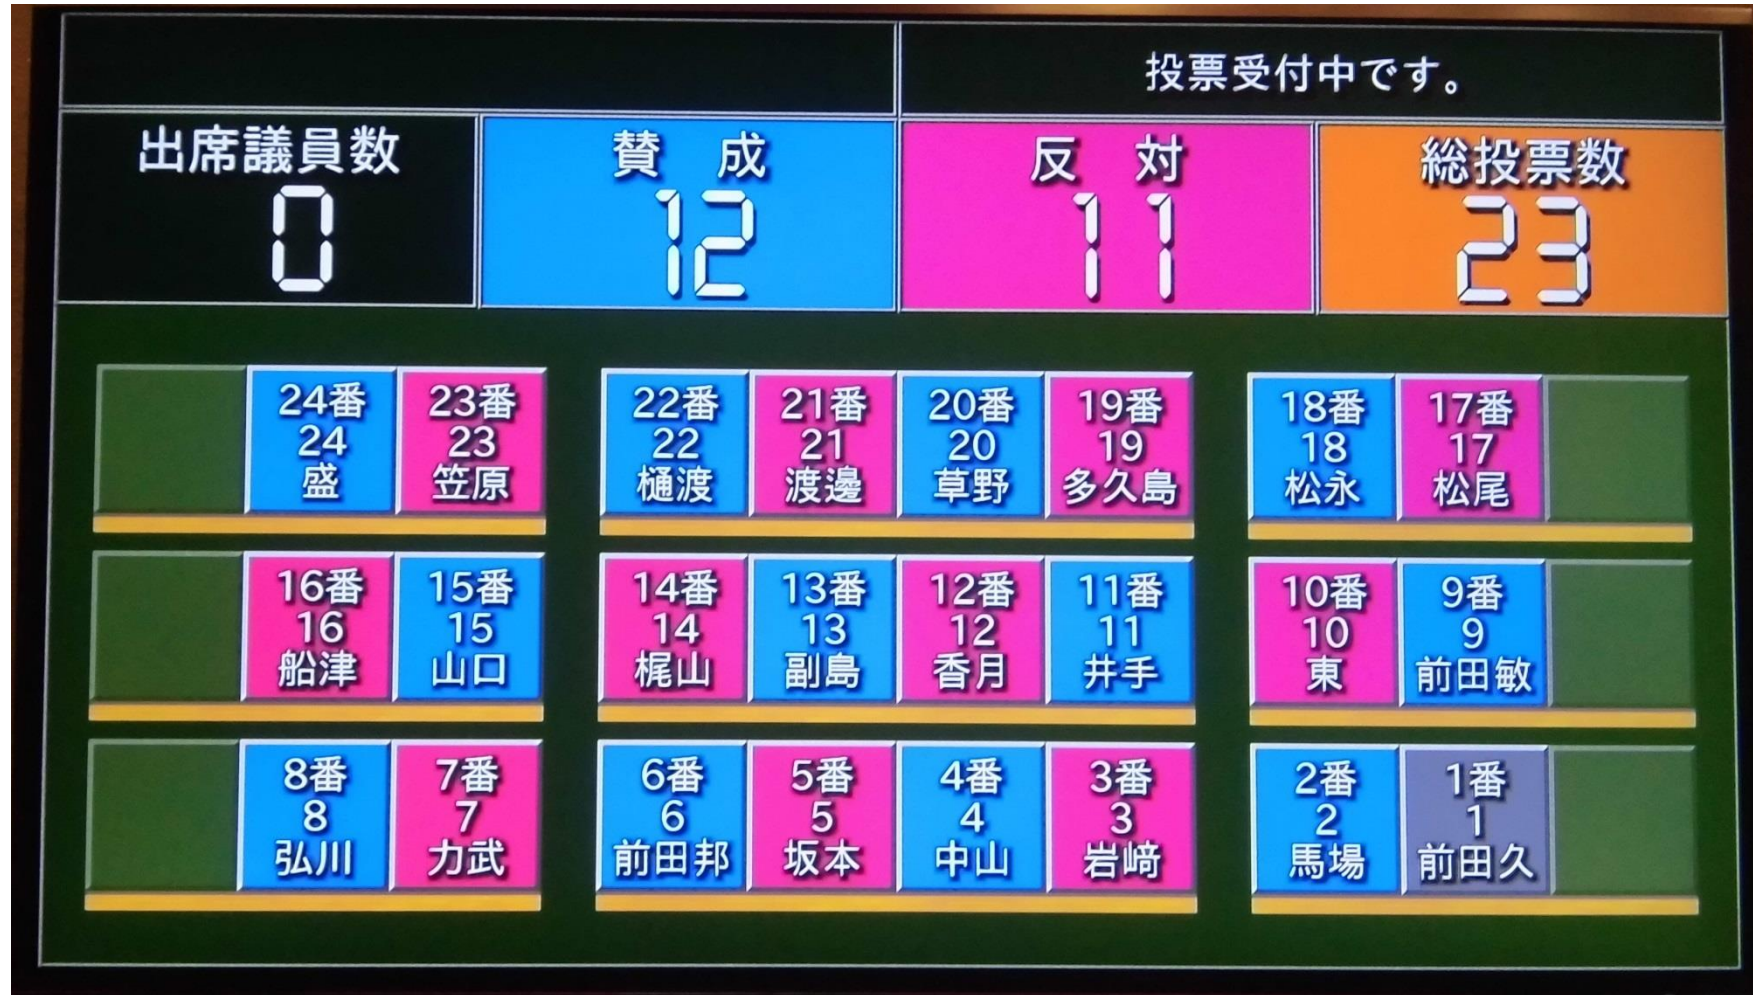 投票受付中です。
出席議員数
0
賛成
12
反対
11
総投票数
23
24番
24
盛
23番
23
笠原
22番
22
樋渡
21番
21
渡邊
20番
20
草野
19番
19
多久島
18番
18
松永
17番
17
松尾
16番
16
船津
15番
15
山口
14番
14
梶山
13番
13
副島
12番
12
香月
11番
11
井手
10番
10
東
9番
9
前田敏
8番
8
弘川
7番
7
力武
6番
6
前田邦
5番
5
坂本
4番
4
中山
3番
3
岩﨑
2番
2
馬場
1番
1
前田久